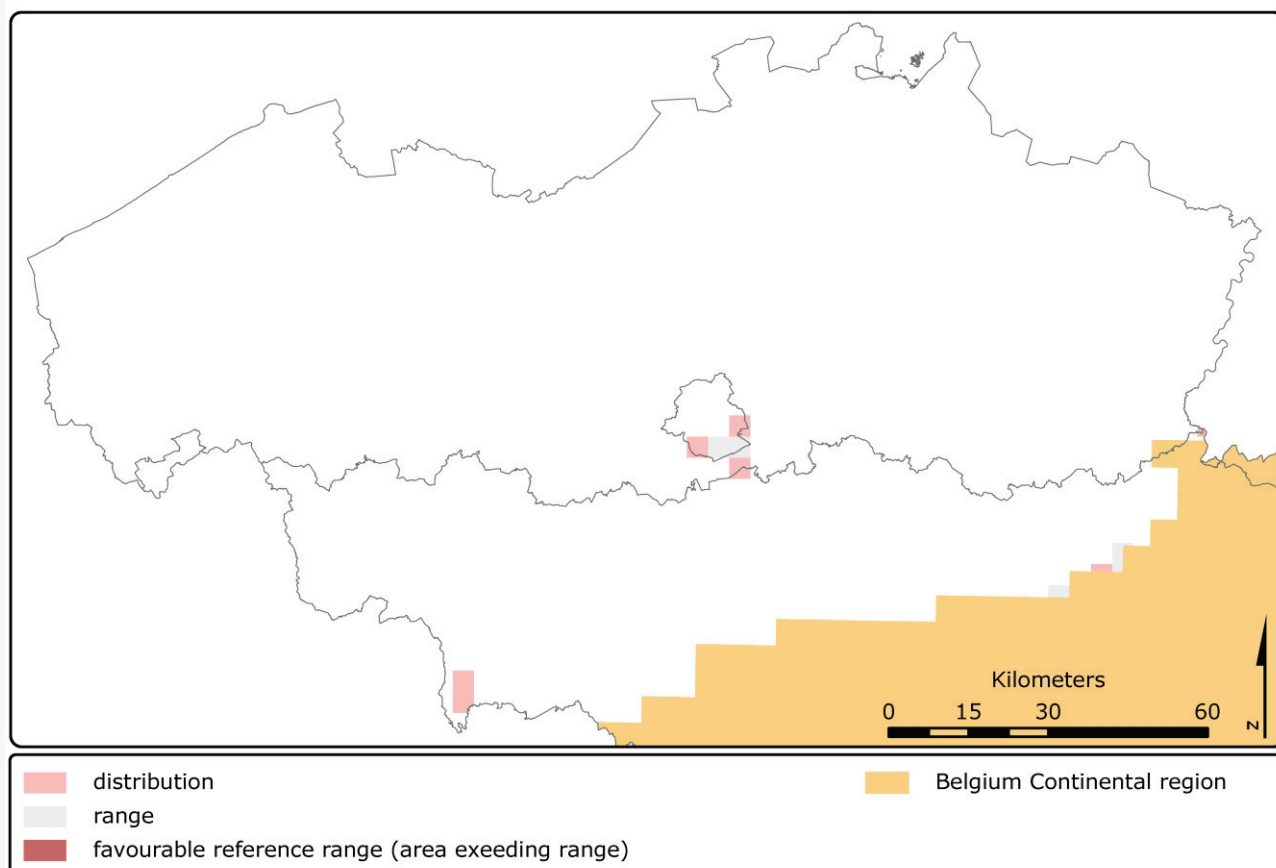 Kilometers
0 15 30 60
N
distribution
range
favourable reference range (area exeeding range)
Belgium Continental region